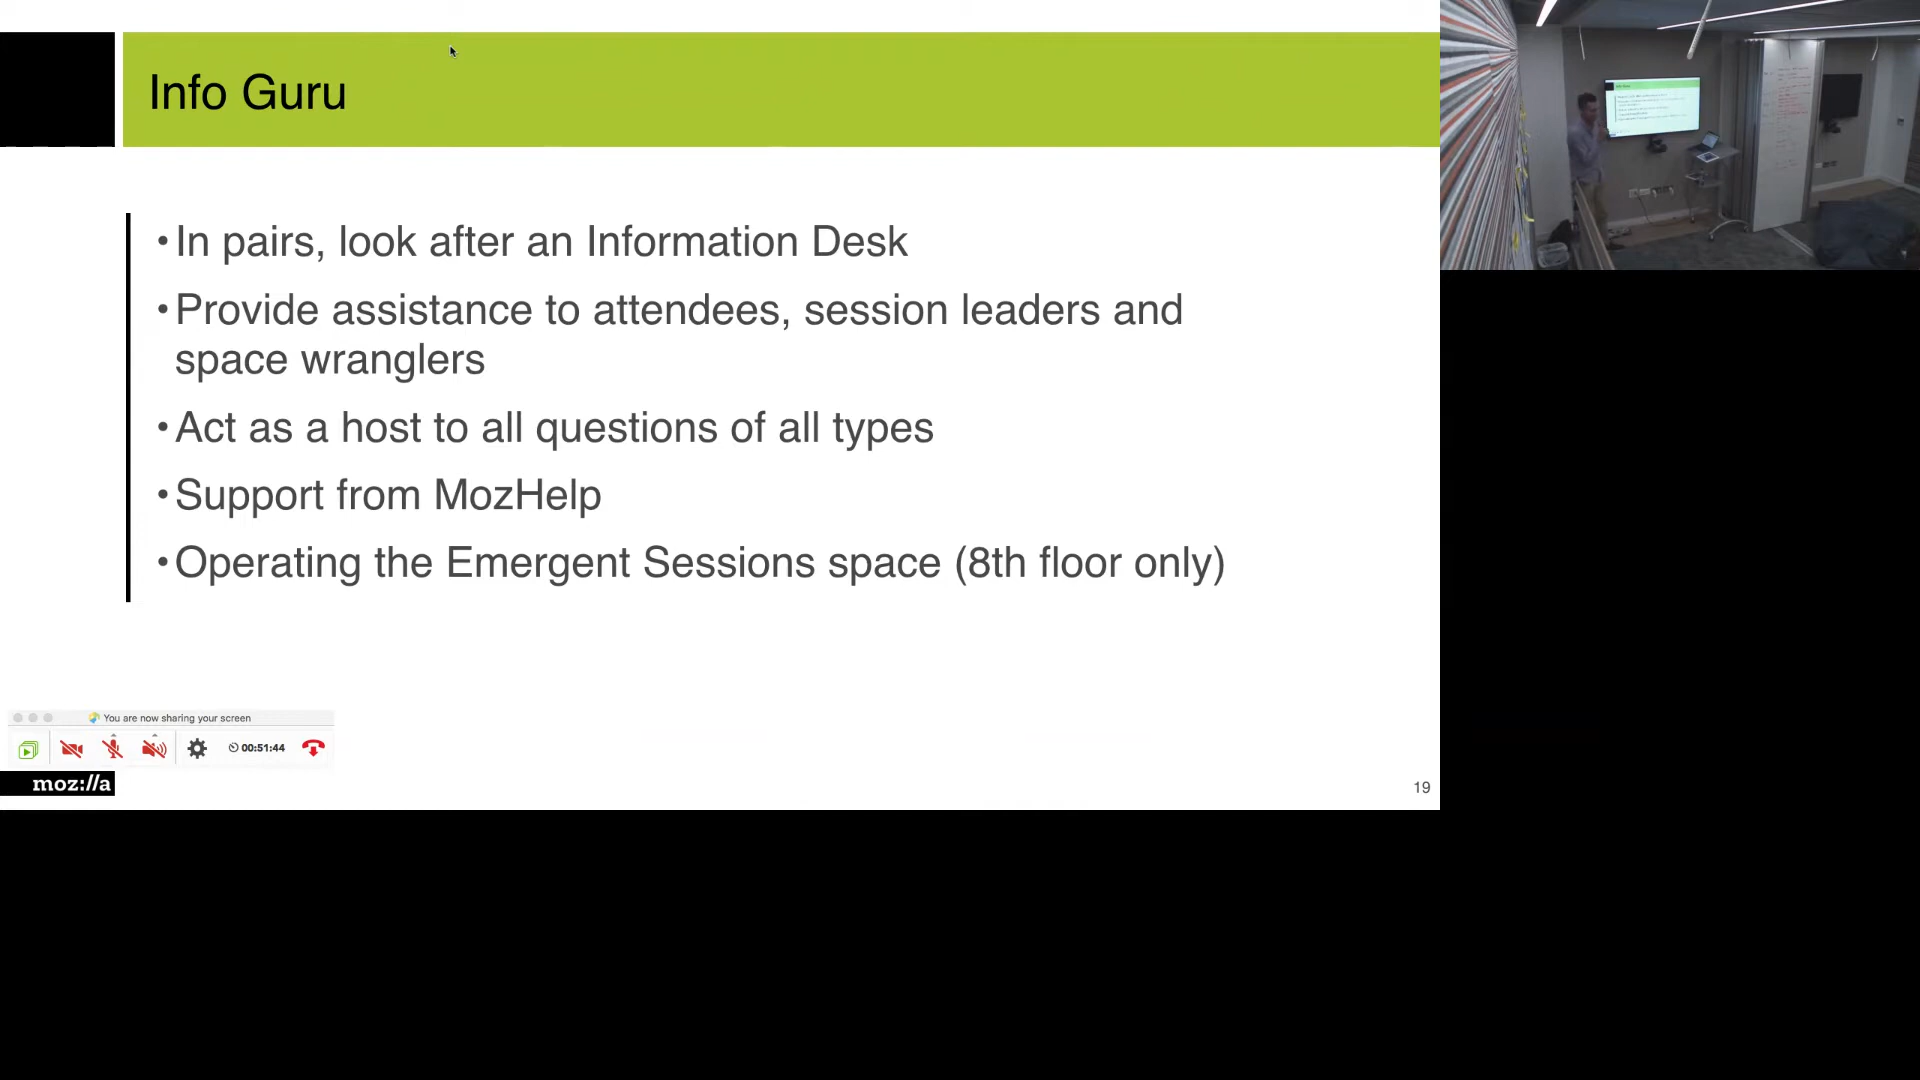 Info Guru
•In pairs, look after an Information Desk
•Provide assistance to attendees, session leaders and
space wranglers
•Act as a host to all questions of all types
•Support from MozHelp
•Operating the Emergent Sessions space (8th floor only)
You are now sharing your screen
00:51:44
moz://a
19